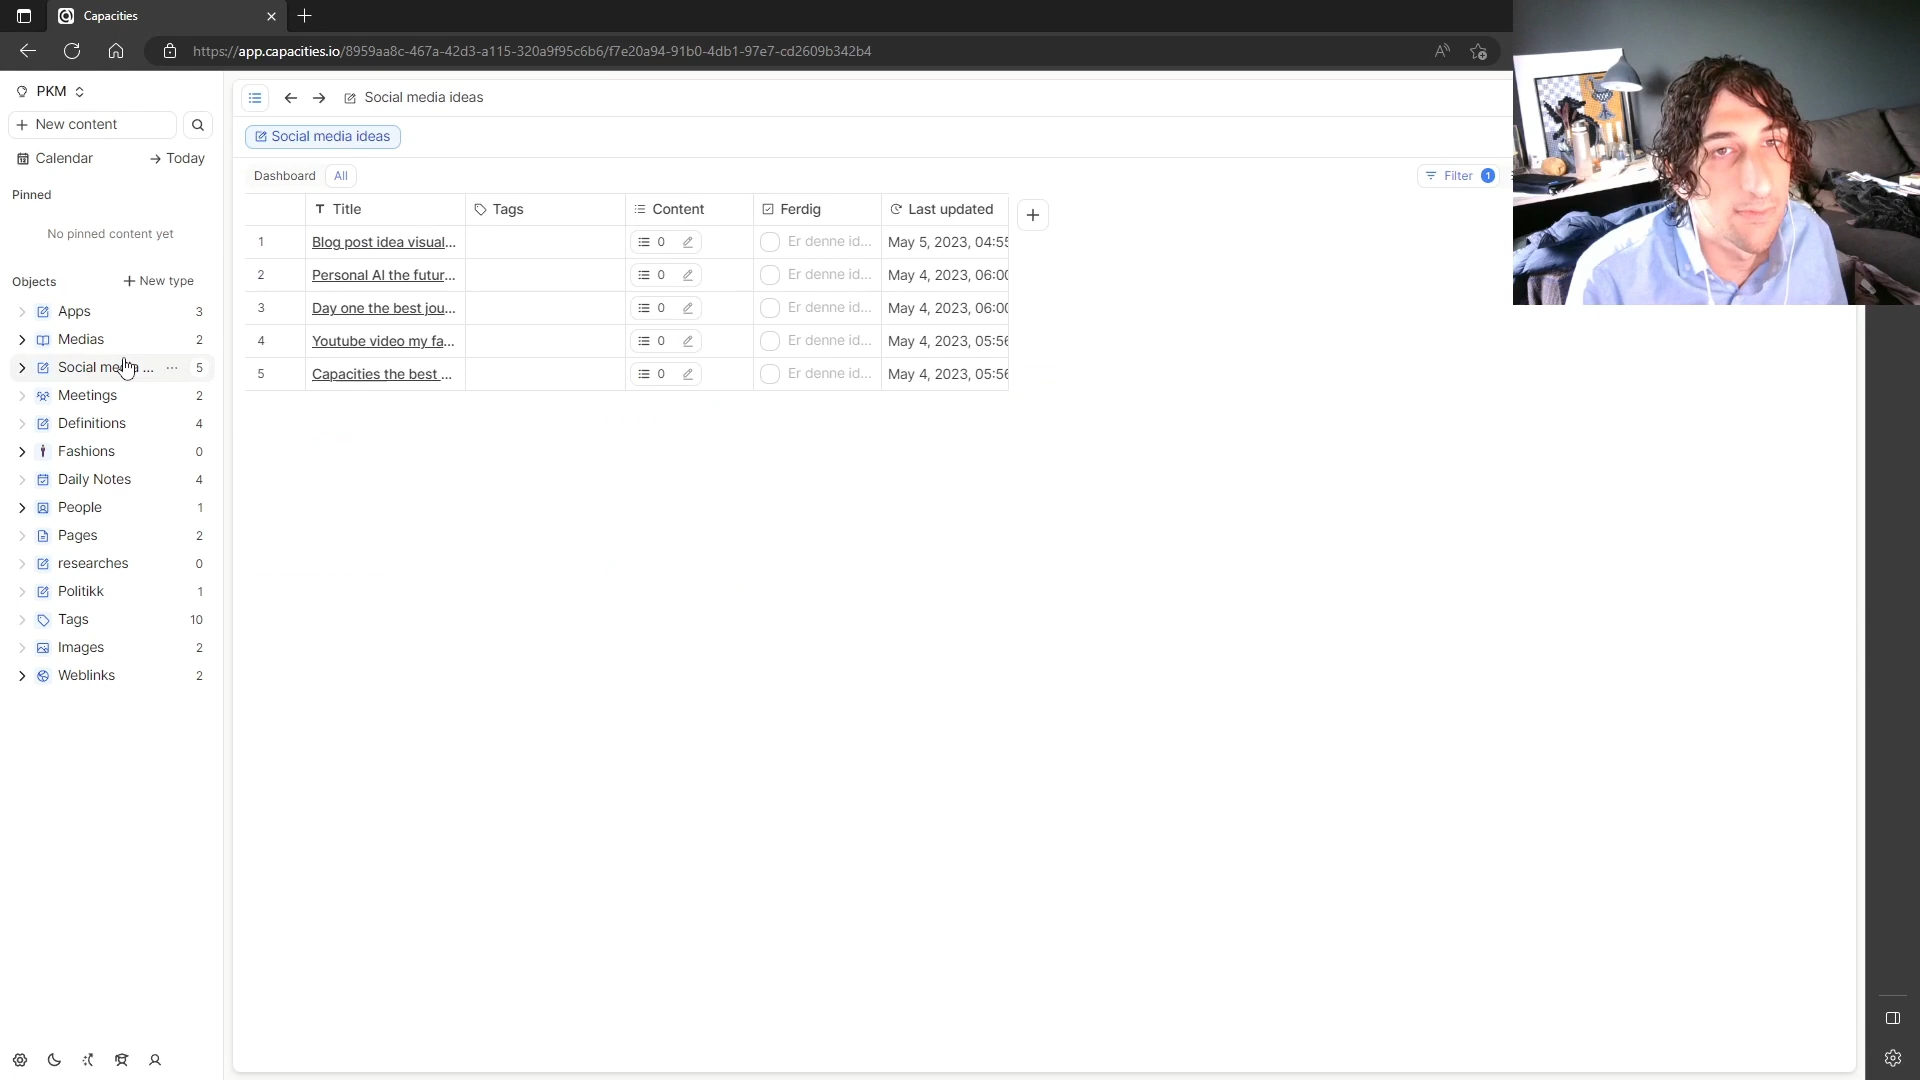 Capacities
https://app.capacities.io/8959aa8c-467a-42d3-a115-320a9f95c6b6/f7e20a94-91b0-4db1-97e7-cd2609b342b4
PKM
New content
Calendar
Today
Pinned
No pinned content yet
Objects
New type
Apps 3
Medias 2
Social me... 5
Meetings 2
Definitions 4
Fashions 0
Daily Notes 4
People 1
Pages 2
researches 0
Politikk 1
Tags 10
Images 2
Weblinks 2
Social media ideas
Social media ideas
Dashboard All
Filter 1
Title Tags Content Ferdig Last updated
1 Blog post idea visual... 0 Er denne id... May 5, 2023, 04:55
2 Personal AI the futur... 0 Er denne id... May 4, 2023, 06:00
3 Day one the best jou... 0 Er denne id... May 4, 2023, 06:00
4 Youtube video my fa... 0 Er denne id... May 4, 2023, 05:56
5 Capacities the best ... 0 Er denne id... May 4, 2023, 05:56